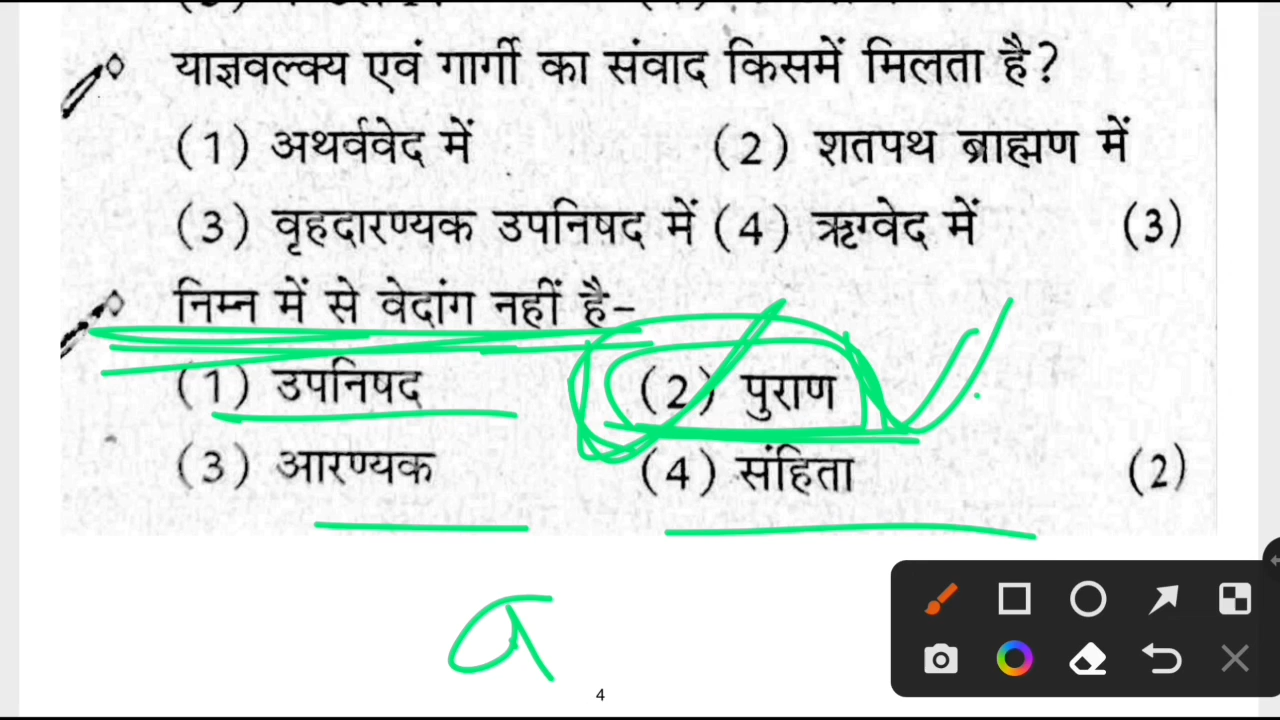 याज्ञवल्क्य एवं गार्गी का संवाद किसमें मिलता है?
(1) अथर्ववेद में (2) शतपथ ब्राह्मण में
(3) वृहदारण्यक उपनिषद में (4) ऋग्वेद में (3)
निम्न में से वेदांग नहीं है-
(1) उपनिषद (2) पुराण
(3) आरण्यक (4) संहिता (2)
4